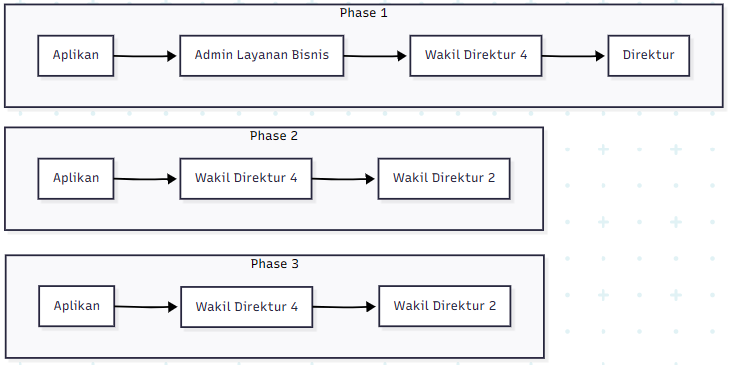 Phase 1
Aplikan
Admin Layanan Bisnis
Wakil Direktur 4
Direktur
Phase 2
Aplikan
Wakil Direktur 4
Wakil Direktur 2
Phase 3
Aplikan
Wakil Direktur 4
Wakil Direktur 2